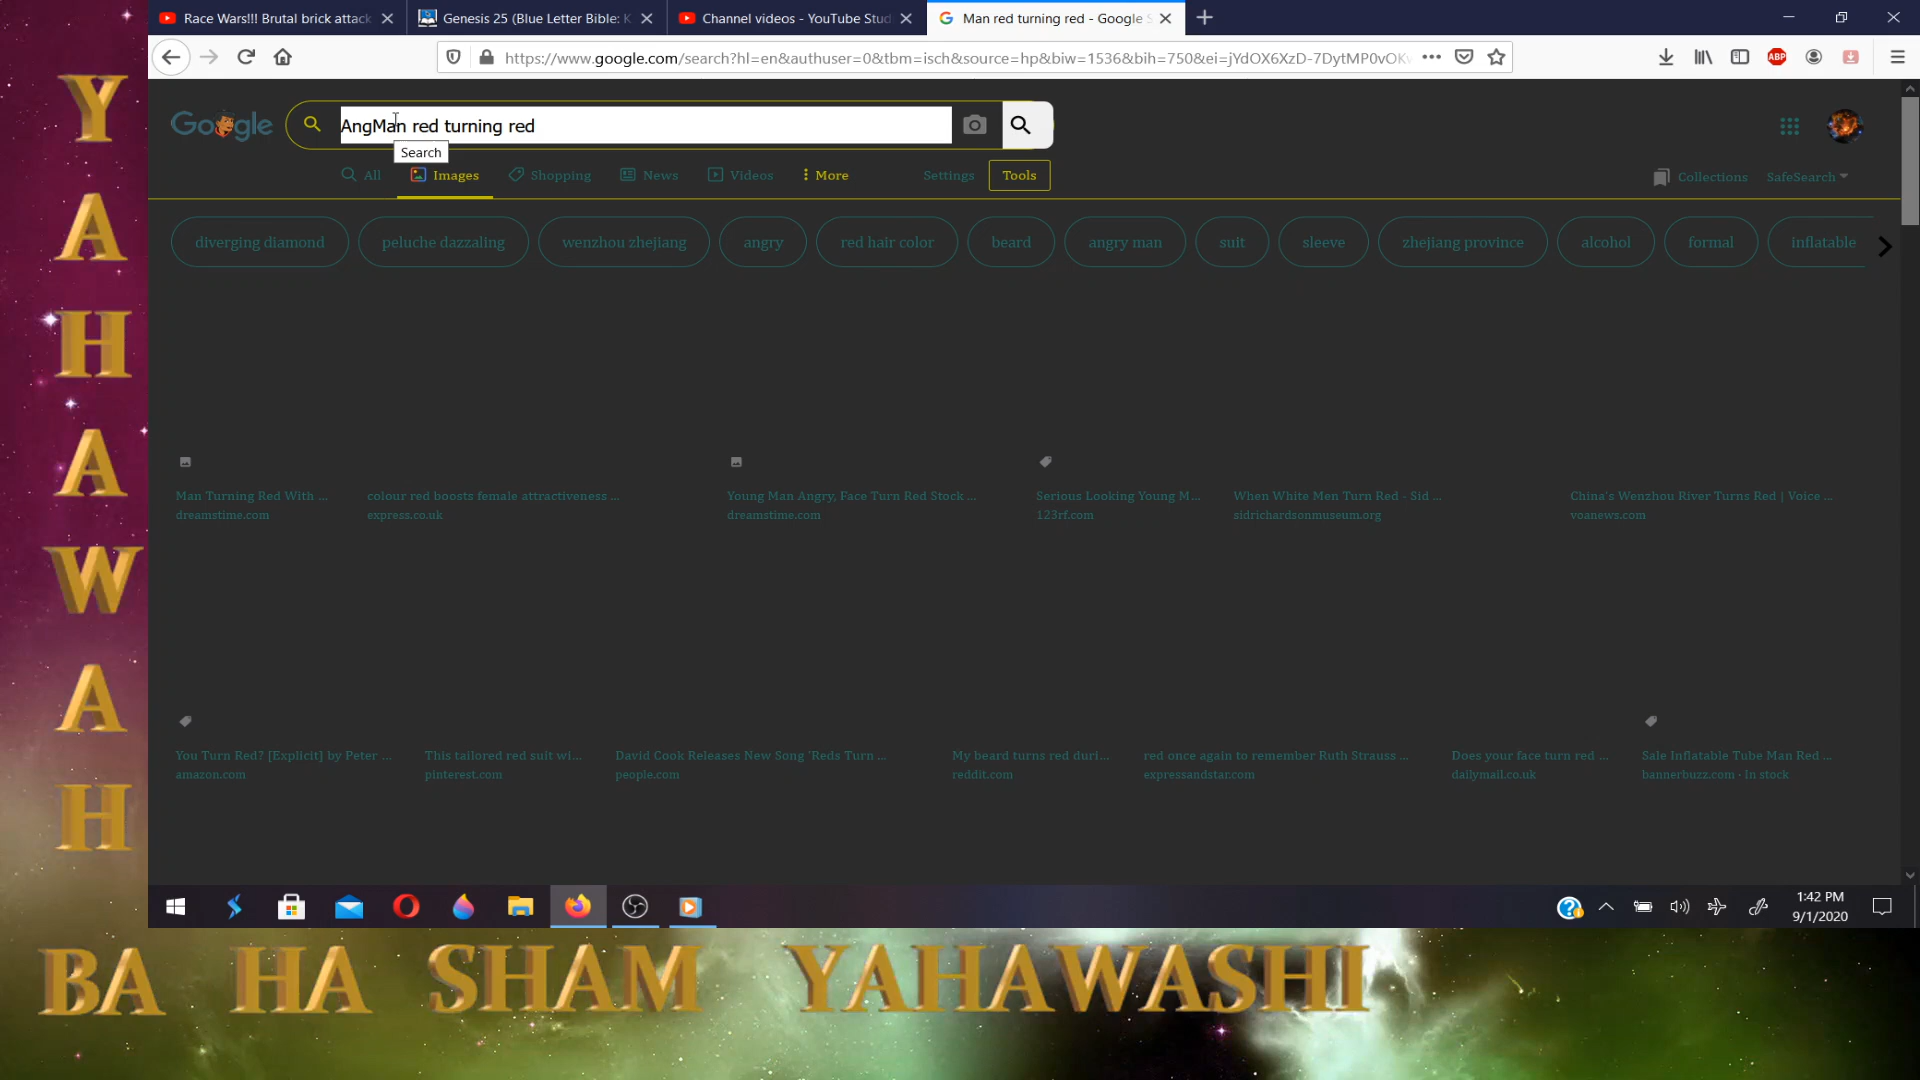 Race Wars!!! Brutal brick attack
Genesis 25 (Blue Letter Bible: K
Channel videos - YouTube Stud
Man red turning red - Google S
https://www.google.com/search?hl=en&authuser=0&tbm=isch&source=hp&biw=1536&bih=750&ei=jYdOX6XzD-7DytMP0vOKv
ABP
Google
AngMan red turning red
Search
All
Images
Shopping
News
Videos
More
Settings
Tools
Collections
SafeSearch
diverging diamond
peluche dazzaling
wenzhou zhejiang
angry
red hair color
beard
angry man
suit
sleeve
zhejiang province
alcohol
formal
inflatable
Man Turning Red With ...
dreamstime.com
colour red boosts female attractiveness ...
express.co.uk
Young Man Angry, Face Turn Red Stock ...
dreamstime.com
Serious Looking Young M...
123rf.com
When White Men Turn Red - Sid ...
sidrichardsonmuseum.org
China's Wenzhou River Turns Red | Voice ...
voanews.com
You Turn Red? [Explicit] by Peter ...
amazon.com
This tailored red suit wi...
pinterest.com
David Cook Releases New Song 'Reds Turn ...
people.com
My beard turns red duri...
reddit.com
red once again to remember Ruth Strauss ...
expressandstar.com
Does your face turn red ...
dailymail.co.uk
Sale Inflatable Tube Man Red ...
bannerbuzz.com · In stock
1:42 PM
9/1/2020
YAHAWAH
BA HA SHAM YAHAWASHI